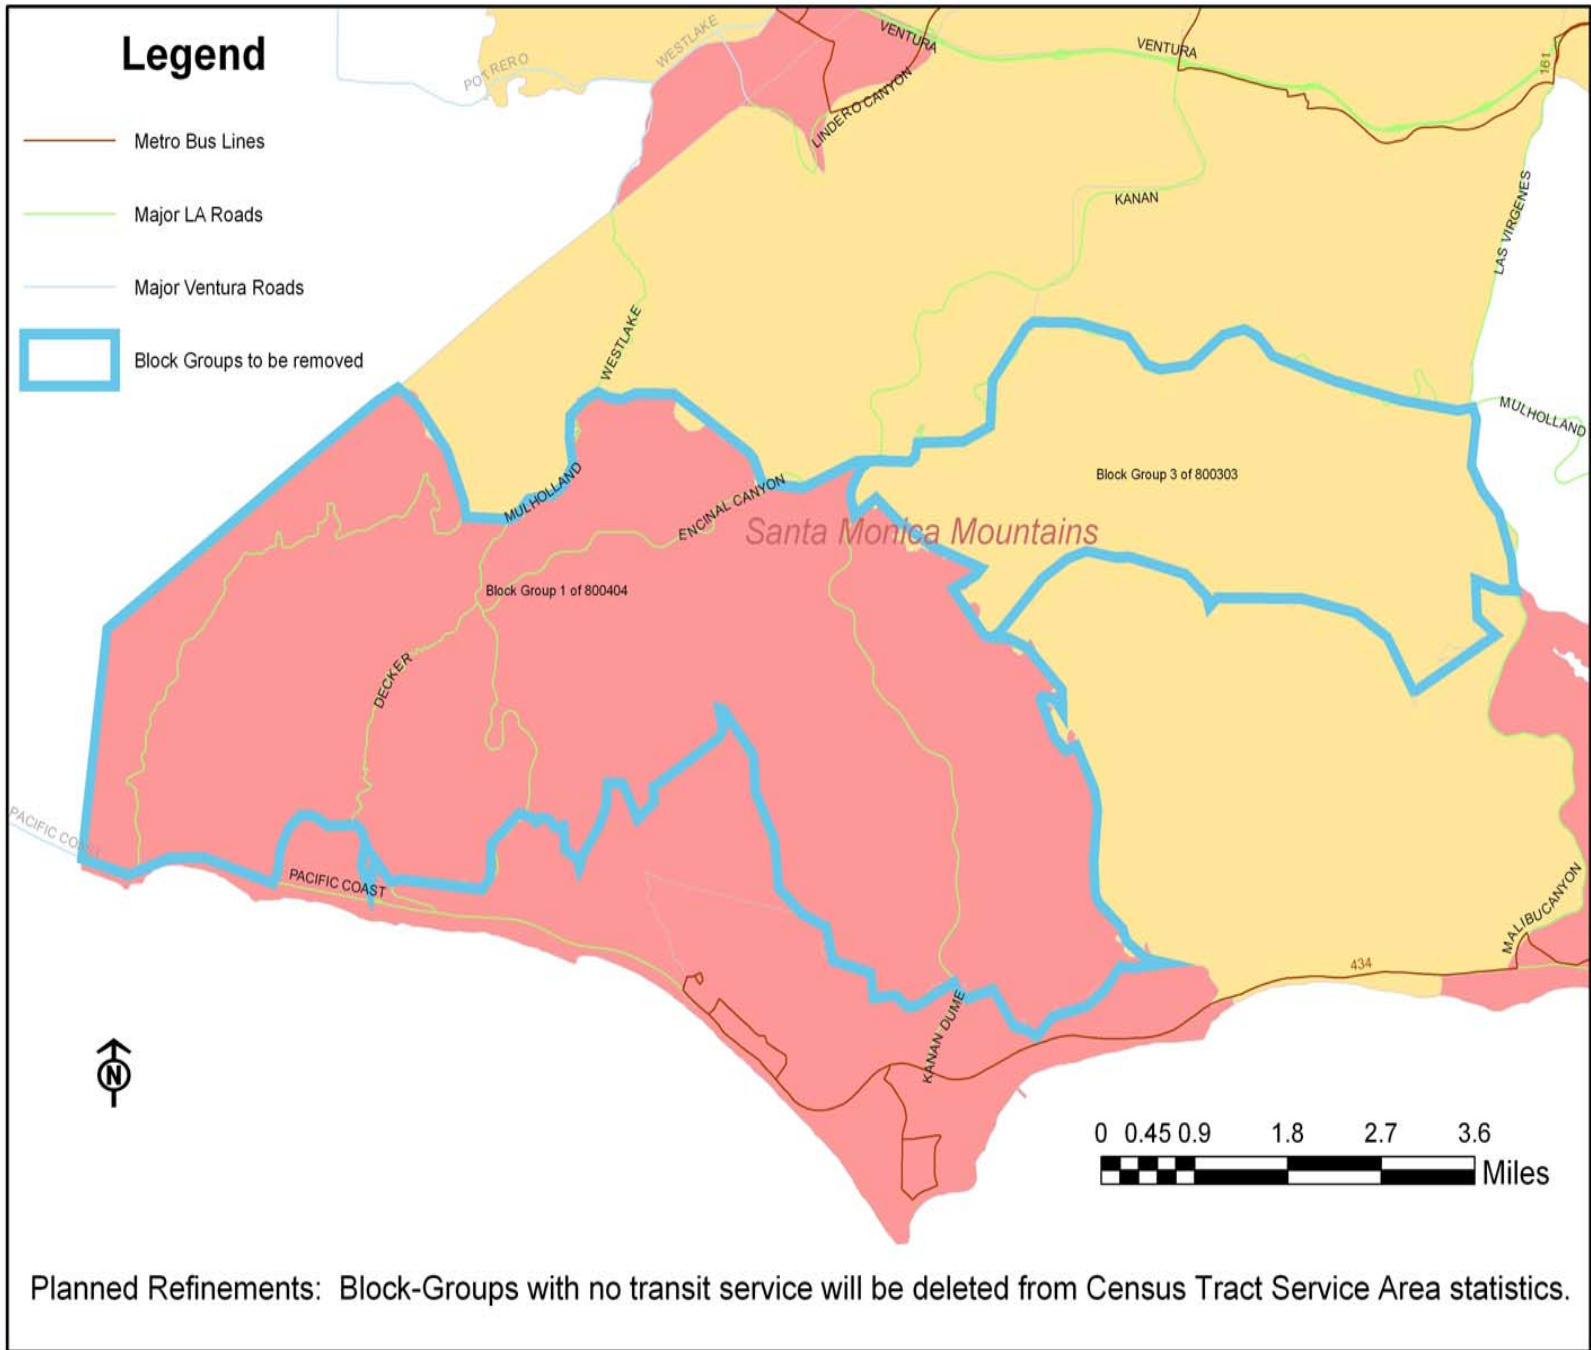 Legend
Metro Bus Lines
Major LA Roads
Major Ventura Roads
Block Groups to be removed
POTRERO
WESTLAKE
VENTURA
VENTURA
161
LINDERO CANYON
KANAN
LAS VIRGENES
WESTLAKE
MULHOLLAND
Block Group 3 of 800303
MULHOLLAND
ENCINAL CANYON
Santa Monica Mountains
Block Group 1 of 800404
DECKER
PACIFIC COAST
PACIFIC COAST
MALIBU CANYON
434
KANAN DUME
N
0 0.45 0.9 1.8 2.7 3.6
Miles
Planned Refinements: Block-Groups with no transit service will be deleted from Census Tract Service Area statistics.